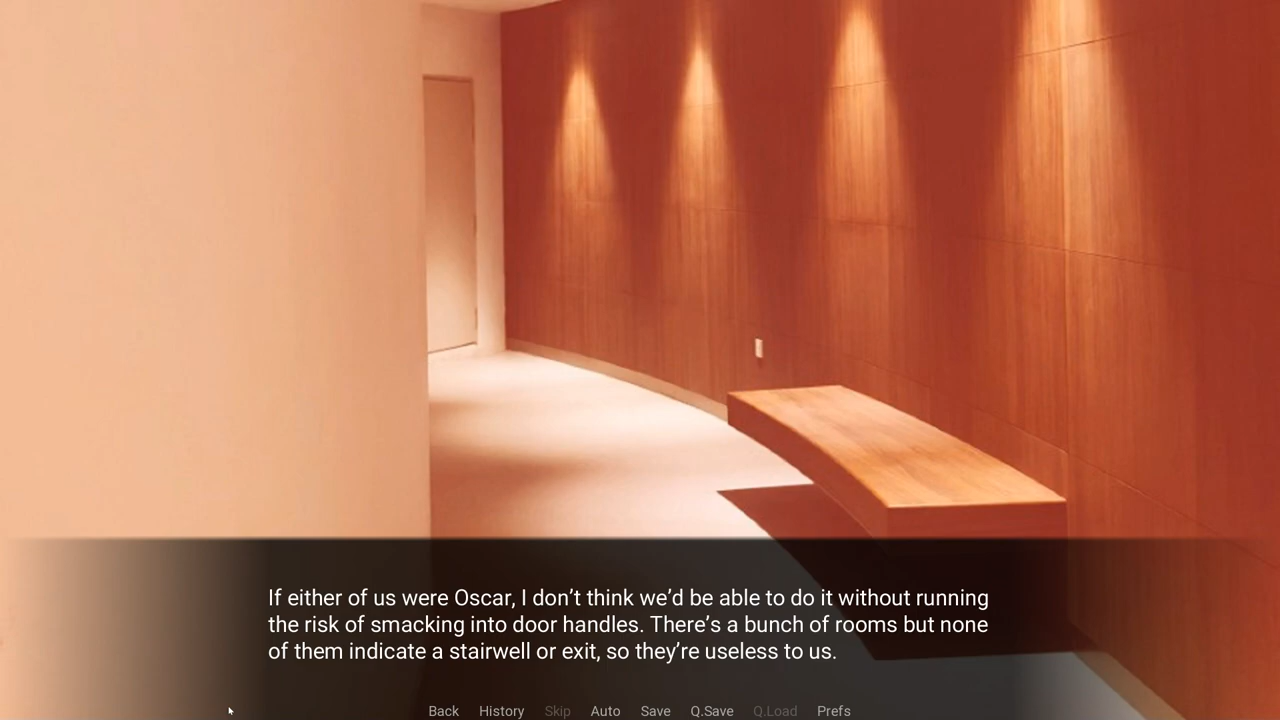 If either of us were Oscar, I don’t think we’d be able to do it without running
the risk of smacking into door handles. There’s a bunch of rooms but none
of them indicate a stairwell or exit, so they’re useless to us.
Back History Skip Auto Save Q.Save Q.Load Prefs